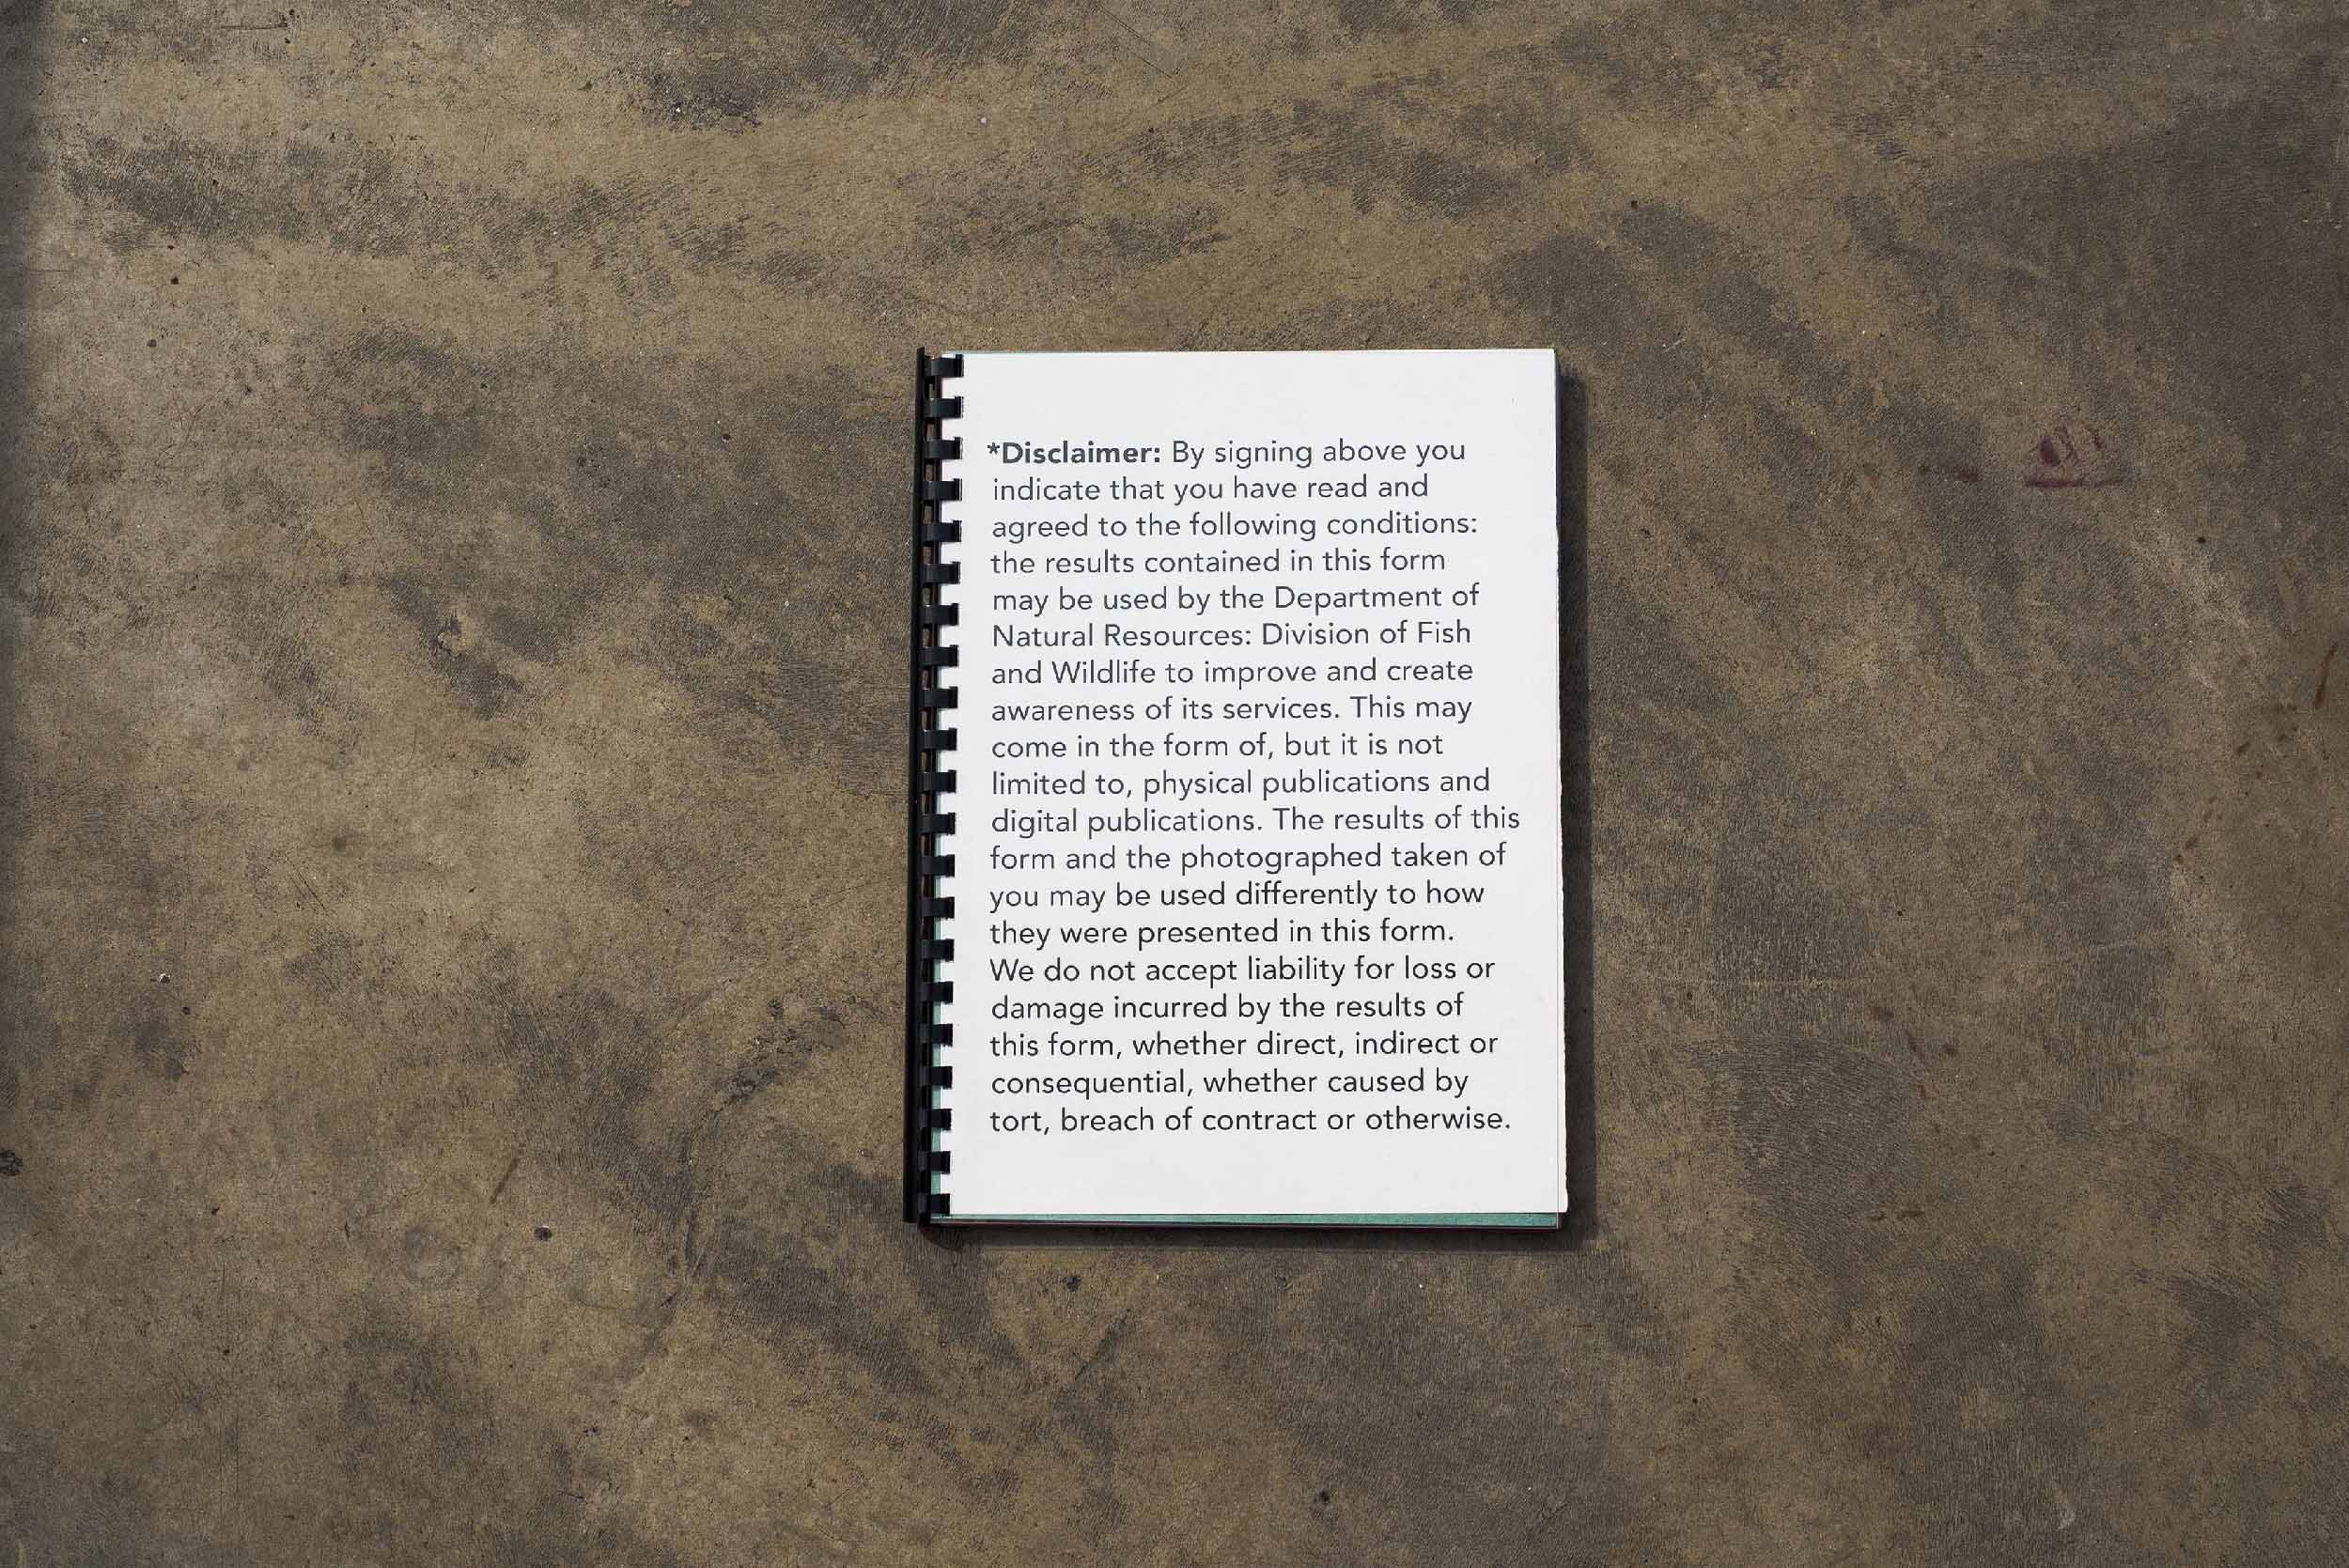 *Disclaimer: By signing above you
indicate that you have read and
agreed to the following conditions:
the results contained in this form
may be used by the Department of
Natural Resources: Division of Fish
and Wildlife to improve and create
awareness of its services. This may
come in the form of, but it is not
limited to, physical publications and
digital publications. The results of this
form and the photographed taken of
you may be used differently to how
they were presented in this form.
We do not accept liability for loss or
damage incurred by the results of
this form, whether direct, indirect or
consequential, whether caused by
tort, breach of contract or otherwise.